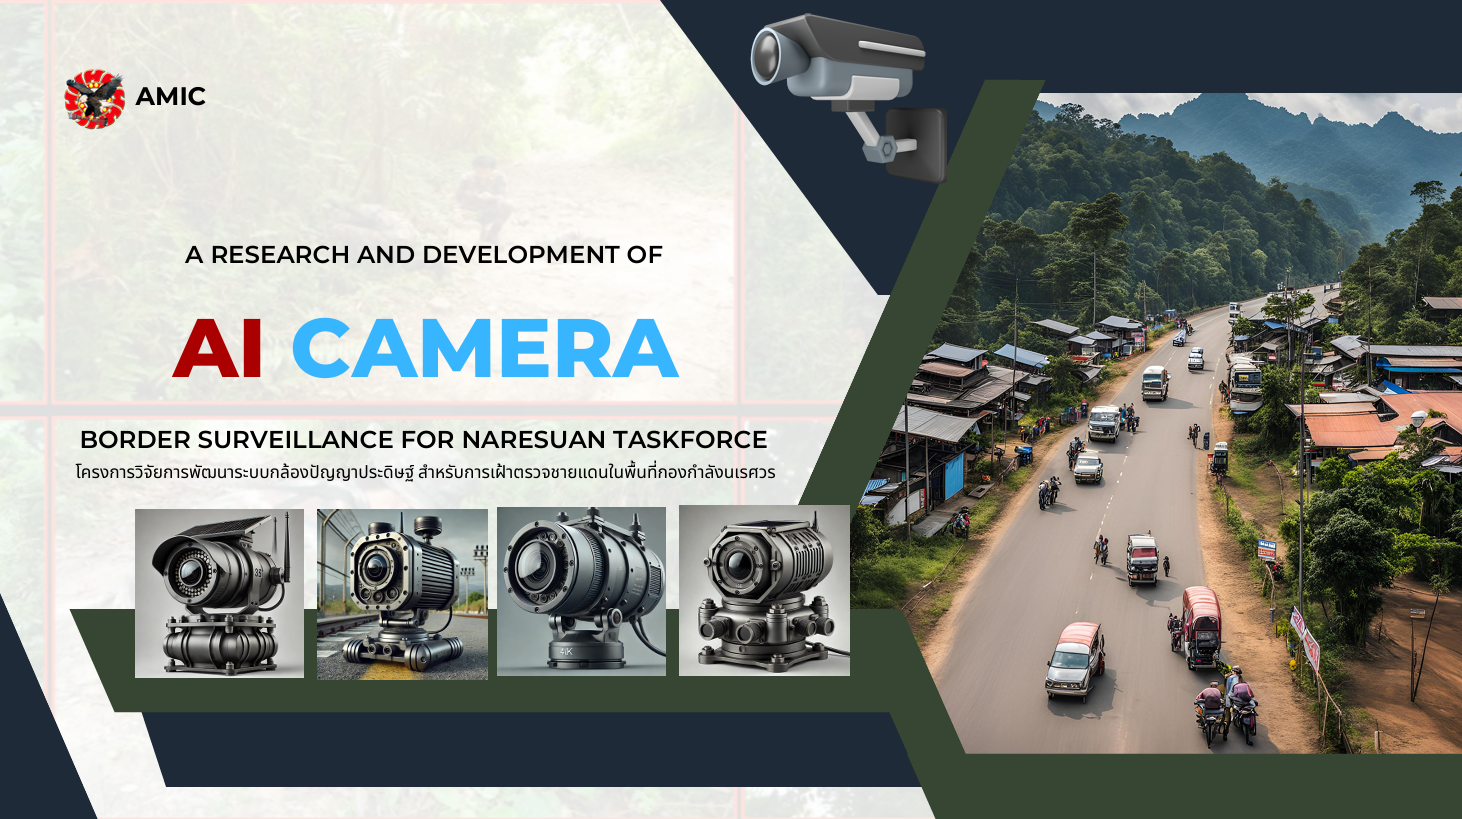 AMIC
A RESEARCH AND DEVELOPMENT OF
AI CAMERA
BORDER SURVEILLANCE FOR NARESUAN TASKFORCE
โครงการวิจัยการพัฒนาระบบกล้องปัญญาประดิษฐ์ สำหรับการเฝ้าตรวจชายแดนในพื้นที่กองกำลังนเรศวร
4K